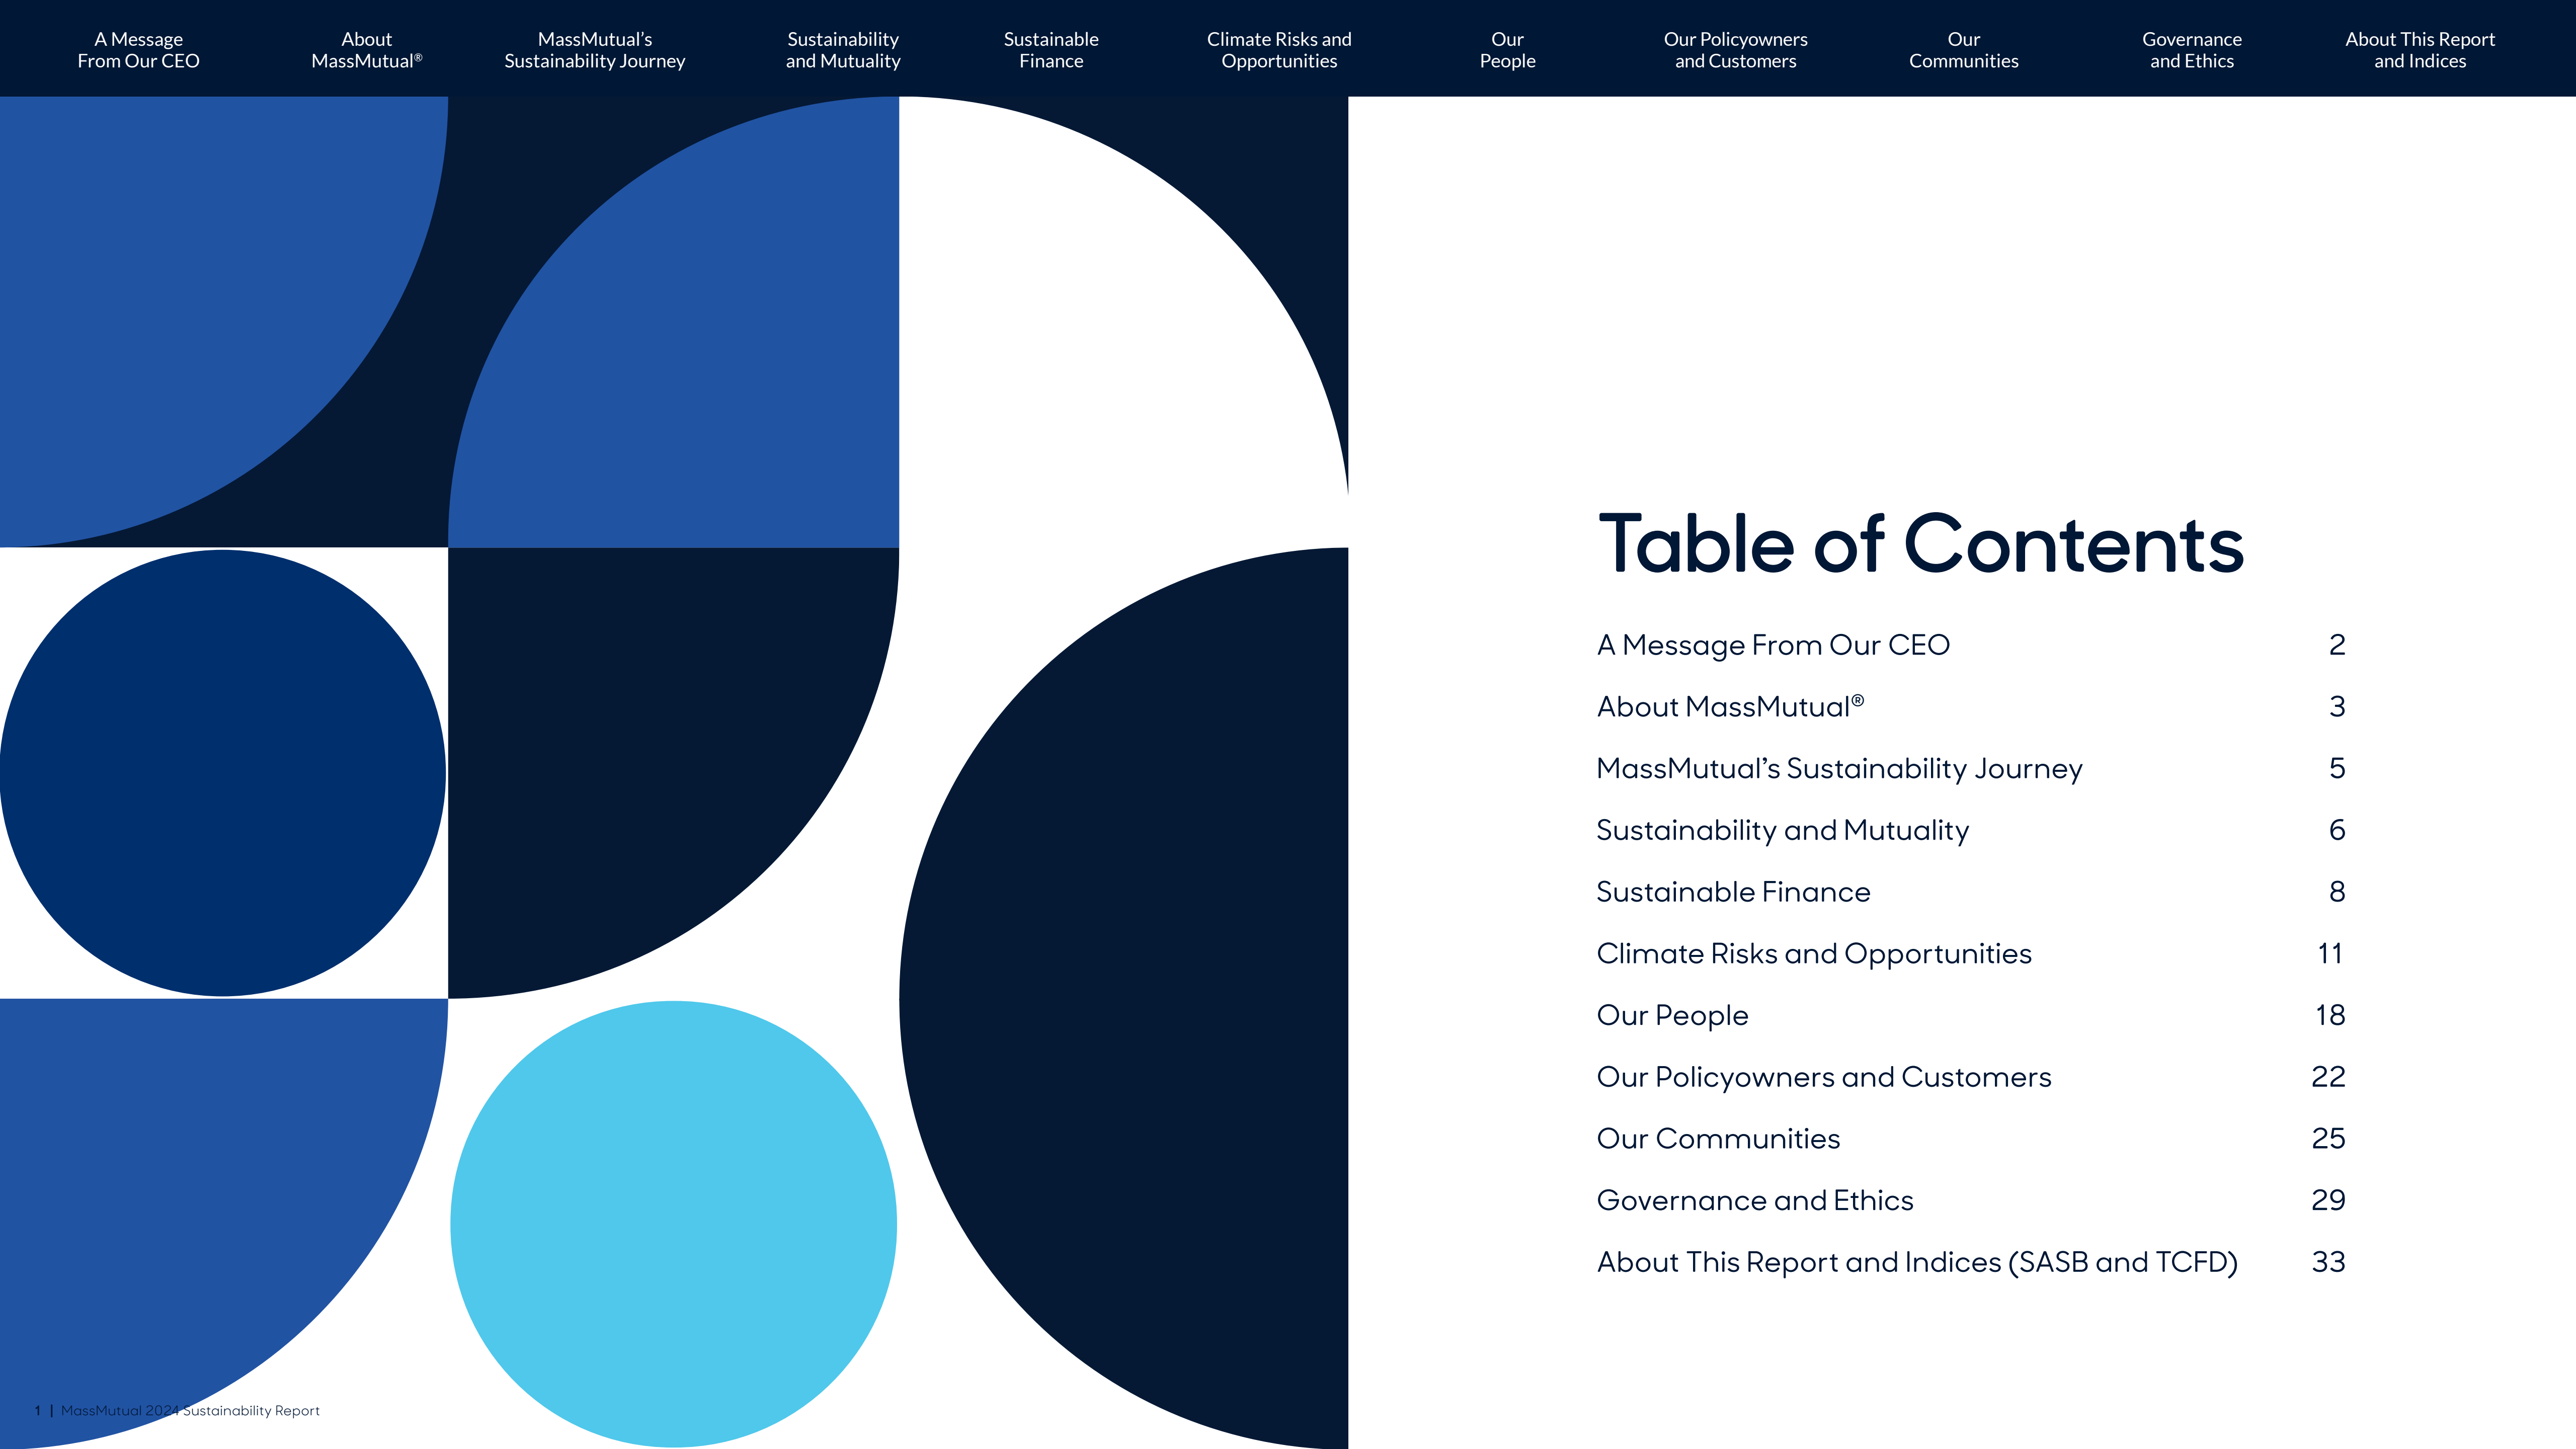 A Message
From Our CEO
About
MassMutual®
MassMutual’s
Sustainability Journey
Sustainability
and Mutuality
Sustainable
Finance
Climate Risks and
Opportunities
Our
People
Our Policyowners
and Customers
Our
Communities
Governance
and Ethics
About This Report
and Indices
Table of Contents
A Message From Our CEO 2
About MassMutual® 3
MassMutual’s Sustainability Journey 5
Sustainability and Mutuality 6
Sustainable Finance 8
Climate Risks and Opportunities 11
Our People 18
Our Policyowners and Customers 22
Our Communities 25
Governance and Ethics 29
About This Report and Indices (SASB and TCFD) 33
1 | MassMutual 2024 Sustainability Report